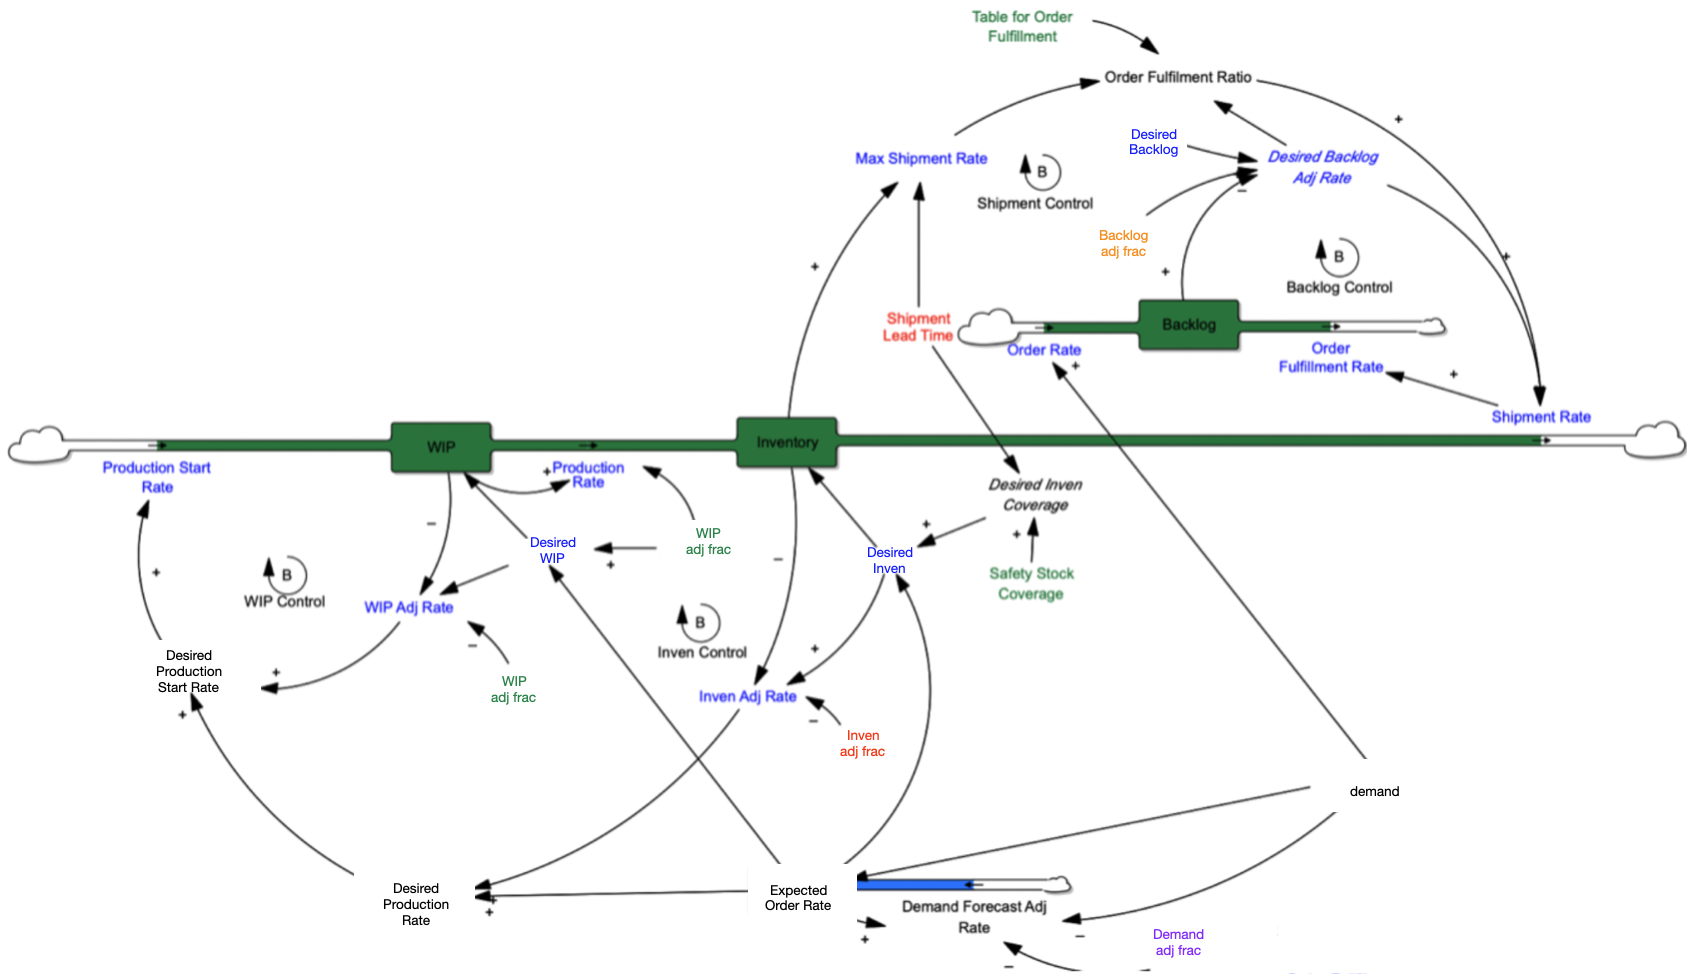 Table for Order
Fulfillment
Order Fulfilment Ratio
+
Desired
Backlog
Max Shipment Rate
Desired Backlog
Adj Rate
B
Shipment Control
−
Backlog
adj frac
+
+
+
B
Backlog Control
Shipment
Lead Time
Backlog
Order Rate
+
Order
Fulfillment Rate
+
Shipment Rate
WIP
Inventory
Production Start
Rate
+
Production
Rate
Desired Inven
Coverage
−
+
+
WIP
adj frac
Desired
WIP
+
−
Desired
Inven
Safety Stock
Coverage
+
B
WIP Control
WIP Adj Rate
B
Inven Control
−
+
Desired
Production
Start Rate
+
WIP
adj frac
Inven Adj Rate
+
−
Inven
adj frac
demand
Desired
Production
Rate
+
+
Expected
Order Rate
Demand Forecast Adj
Rate
+
−
Demand
adj frac
−